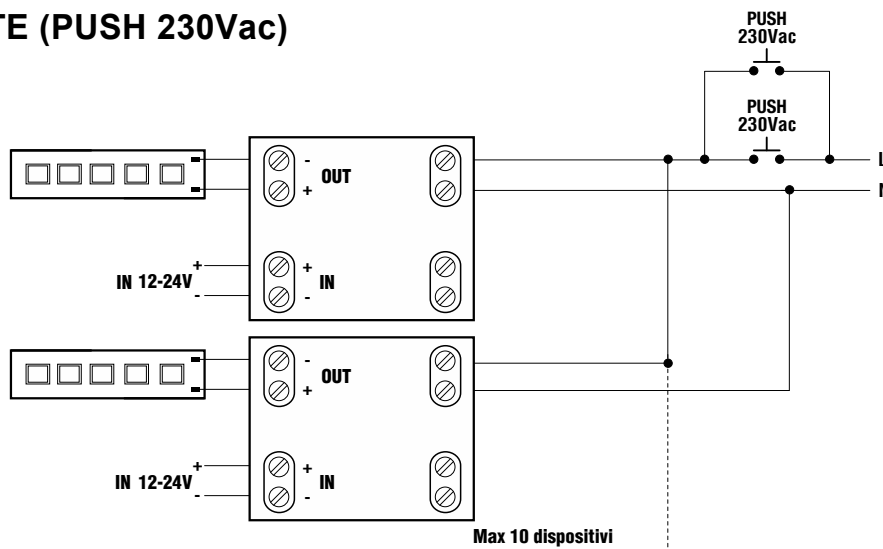 TE (PUSH 230Vac)
PUSH
230Vac
PUSH
230Vac
L
- OUT
+
+ IN
-
IN 12-24V
+
-
- OUT
+
+ IN
-
IN 12-24V
+
-
Max 10 dispositivi